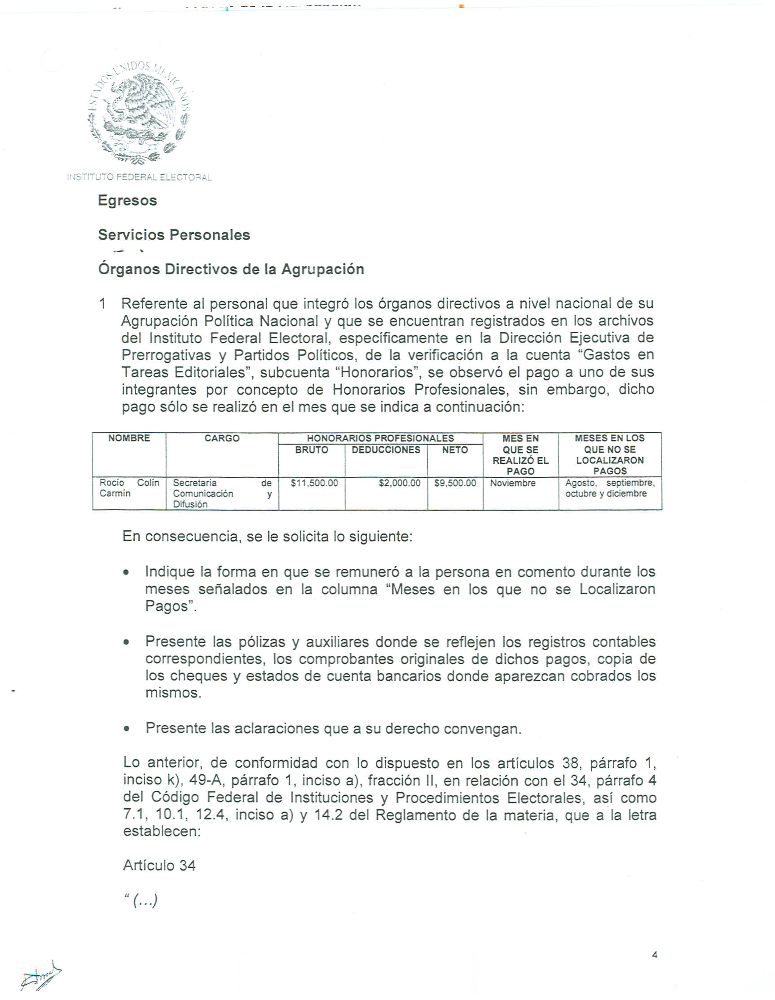 ESTADOS UNIDOS MEXICANOS
INSTITUTO FEDERAL ELECTORAL
Egresos
Servicios Personales
Órganos Directivos de la Agrupación
1 Referente al personal que integró los órganos directivos a nivel nacional de su
Agrupación Política Nacional y que se encuentran registrados en los archivos
del Instituto Federal Electoral, específicamente en la Dirección Ejecutiva de
Prerrogativas y Partidos Políticos, de la verificación a la cuenta “Gastos en
Tareas Editoriales”, subcuenta “Honorarios”, se observó el pago a uno de sus
integrantes por concepto de Honorarios Profesionales, sin embargo, dicho
pago sólo se realizó en el mes que se indica a continuación:
NOMBRE CARGO HONORARIOS PROFESIONALES MES EN MESES EN LOS
BRUTO DEDUCCIONES NETO QUE SE QUE NO SE
REALIZÓ EL LOCALIZARON
PAGO PAGOS
Rocío Colín Secretaria de $11,500.00 $2,000.00 $9,500.00 Noviembre Agosto, septiembre,
Carmín Comunicación y octubre y diciembre
Difusión
En consecuencia, se le solicita lo siguiente:
• Indique la forma en que se remuneró a la persona en comento durante los
meses señalados en la columna “Meses en los que no se Localizaron
Pagos”.
• Presente las pólizas y auxiliares donde se reflejen los registros contables
correspondientes, los comprobantes originales de dichos pagos, copia de
los cheques y estados de cuenta bancarios donde aparezcan cobrados los
mismos.
• Presente las aclaraciones que a su derecho convengan.
Lo anterior, de conformidad con lo dispuesto en los artículos 38, párrafo 1,
inciso k), 49-A, párrafo 1, inciso a), fracción II, en relación con el 34, párrafo 4
del Código Federal de Instituciones y Procedimientos Electorales, así como
7.1, 10.1, 12.4, inciso a) y 14.2 del Reglamento de la materia, que a la letra
establecen:
Artículo 34
“(...)
4